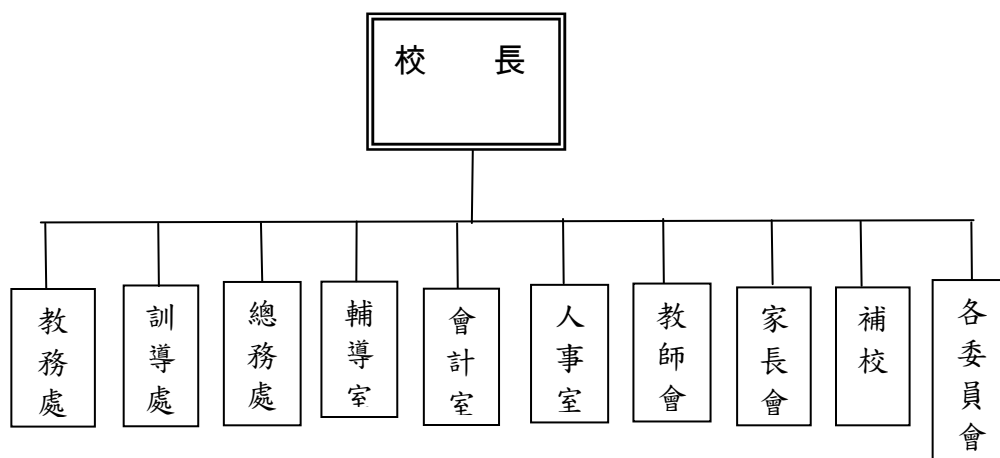 校 長
教務處
訓導處
總務處
輔導室
會計室
人事室
教師會
家長會
補校
各委員會